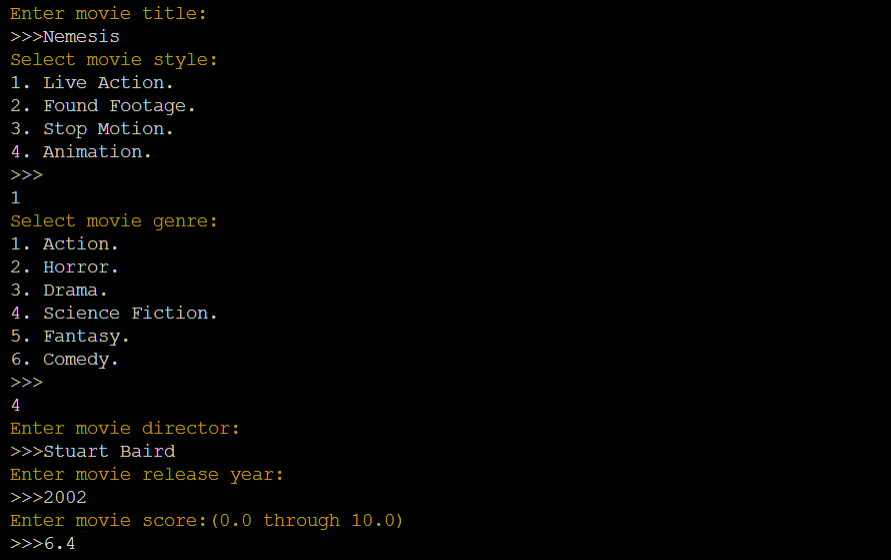 Enter movie title:
>>>Nemesis
Select movie style:
1. Live Action.
2. Found Footage.
3. Stop Motion.
4. Animation.
>>>
1
Select movie genre:
1. Action.
2. Horror.
3. Drama.
4. Science Fiction.
5. Fantasy.
6. Comedy.
>>>
4
Enter movie director:
>>>Stuart Baird
Enter movie release year:
>>>2002
Enter movie score:(0.0 through 10.0)
>>>6.4